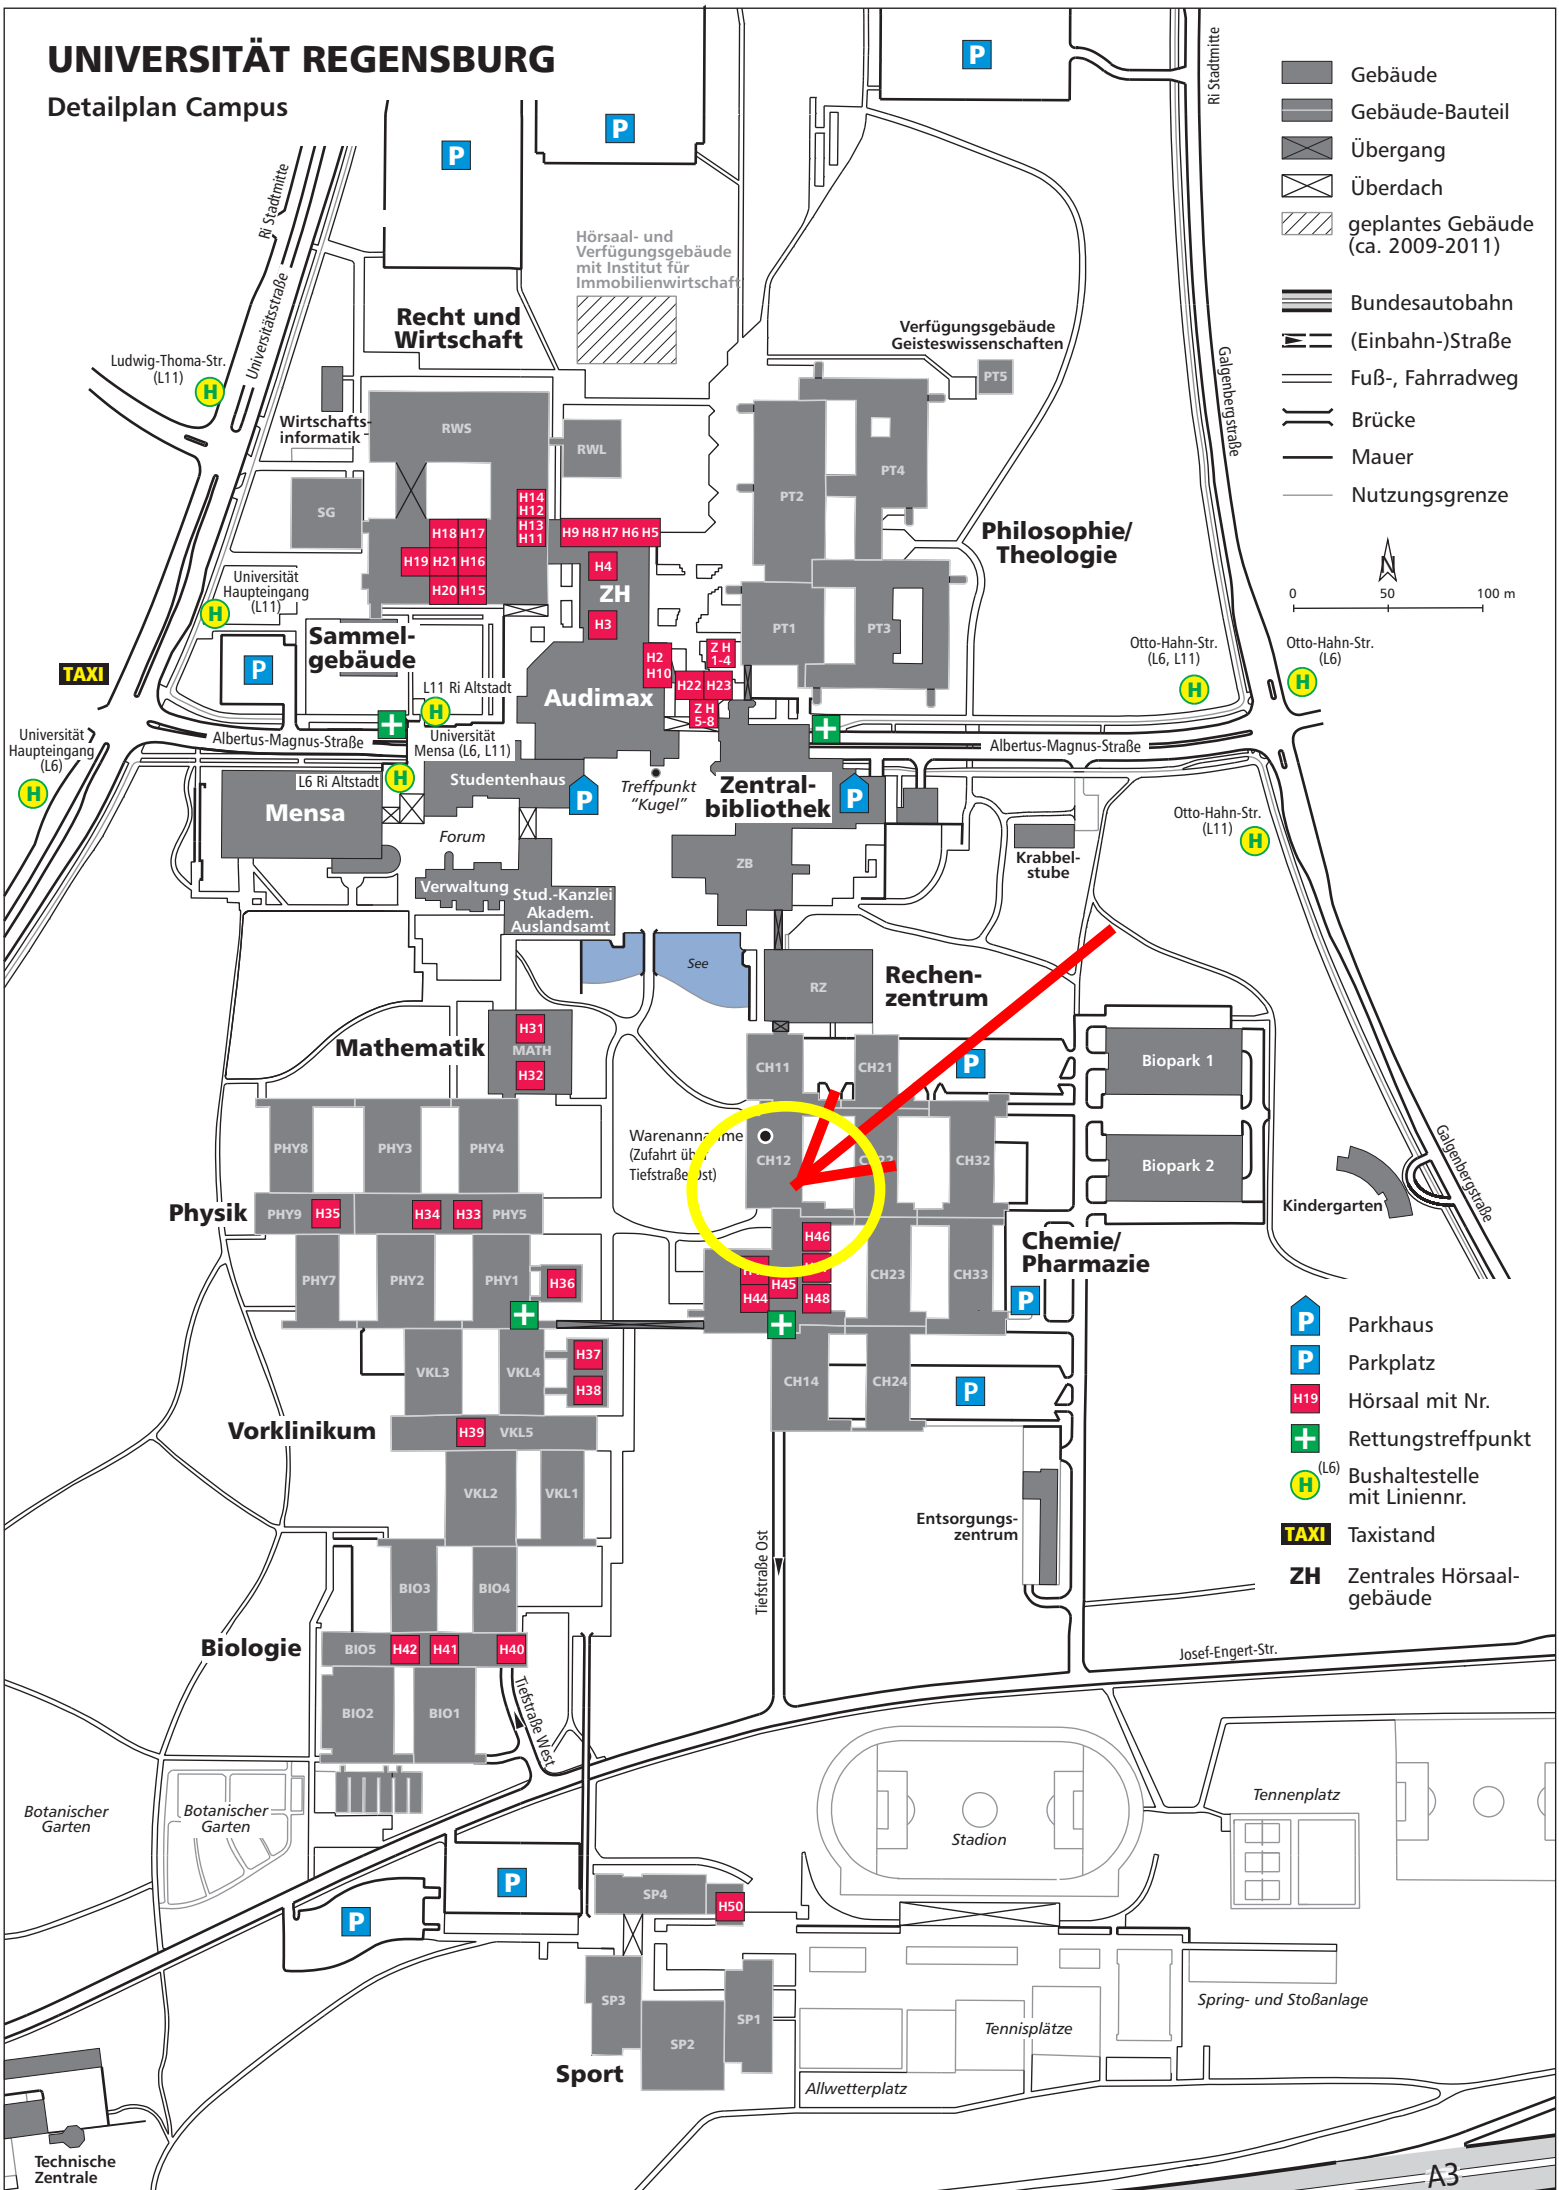 UNIVERSITÄT REGENSBURG
Detailplan Campus
Ri Stadtmitte
Universitätsstraße
Ri Stadtmitte
Galgenbergstraße
P
P
P
Gebäude
Gebäude-Bauteil
Übergang
Überdach
geplantes Gebäude
(ca. 2009-2011)
Bundesautobahn
(Einbahn-)Straße
Fuß-, Fahrradweg
Brücke
Mauer
Nutzungsgrenze
N
0 50 100 m
Hörsaal- und
Verfügungsgebäude
mit Institut für
Immobilienwirtschaft
Recht und
Wirtschaft
Verfügungsgebäude
Geisteswissenschaften
PT5
Ludwig-Thoma-Str.
(L11)
H
Wirtschafts-
informatik
RWS
RWL
SG
PT2
PT4
H14
H12
H13
H11
H9 H8 H7 H6 H5
H18 H17
H19 H21 H16
H20 H15
H4
ZH
H3
Philosophie/
Theologie
PT1
PT3
Universität
Haupteingang
(L11)
H
Sammel-
gebäude
P
TAXI
H2
H10
Z H
1-4
H22 H23
Z H
5-8
Audimax
L11 Ri Altstadt
H
Universität
Mensa (L6, L11)
Otto-Hahn-Str.
(L6, L11)
H
Otto-Hahn-Str.
(L6)
H
Albertus-Magnus-Straße
Albertus-Magnus-Straße
Universität
Haupteingang
(L6)
H
L6 Ri Altstadt
H
Mensa
Studentenhaus
P
Treffpunkt
"Kugel"
Zentral-
bibliothek
P
Forum
ZB
Otto-Hahn-Str.
(L11)
H
Krabbel-
stube
Verwaltung
Stud.-Kanzlei
Akadem.
Auslandsamt
See
RZ
Rechen-
zentrum
Mathematik
H31
MATH
H32
CH11
CH21
P
Biopark 1
Biopark 2
Warenannahme
(Zufahrt über
Tiefstraße Ost)
CH12
CH22
CH32
PHY8
PHY3
PHY4
Physik
PHY9
H35
H34
H33
PHY5
PHY7
PHY2
PHY1
H36
H46
H45
H44
H48
CH23
CH33
Chemie/
Pharmazie
P
Kindergarten
Galgenbergstraße
VKL3
VKL4
H37
H38
CH14
CH24
P
Vorklinikum
H39
VKL5
VKL2
VKL1
Entsorgungs-
zentrum
Tiefstraße Ost
P Parkhaus
P Parkplatz
H19 Hörsaal mit Nr.
Rettungstreffpunkt
H (L6) Bushaltestelle
mit Liniennr.
TAXI Taxistand
ZH Zentrales Hörsaal-
gebäude
BIO3
BIO4
Biologie
BIO5
H42
H41
H40
BIO2
BIO1
Tiefstraße West
Josef-Engert-Str.
Botanischer
Garten
Botanischer
Garten
Stadion
Tennenplatz
P
P
SP4
H50
SP3
SP2
SP1
Sport
Spring- und Stoßanlage
Tennisplätze
Allwetterplatz
Technische
Zentrale
A3